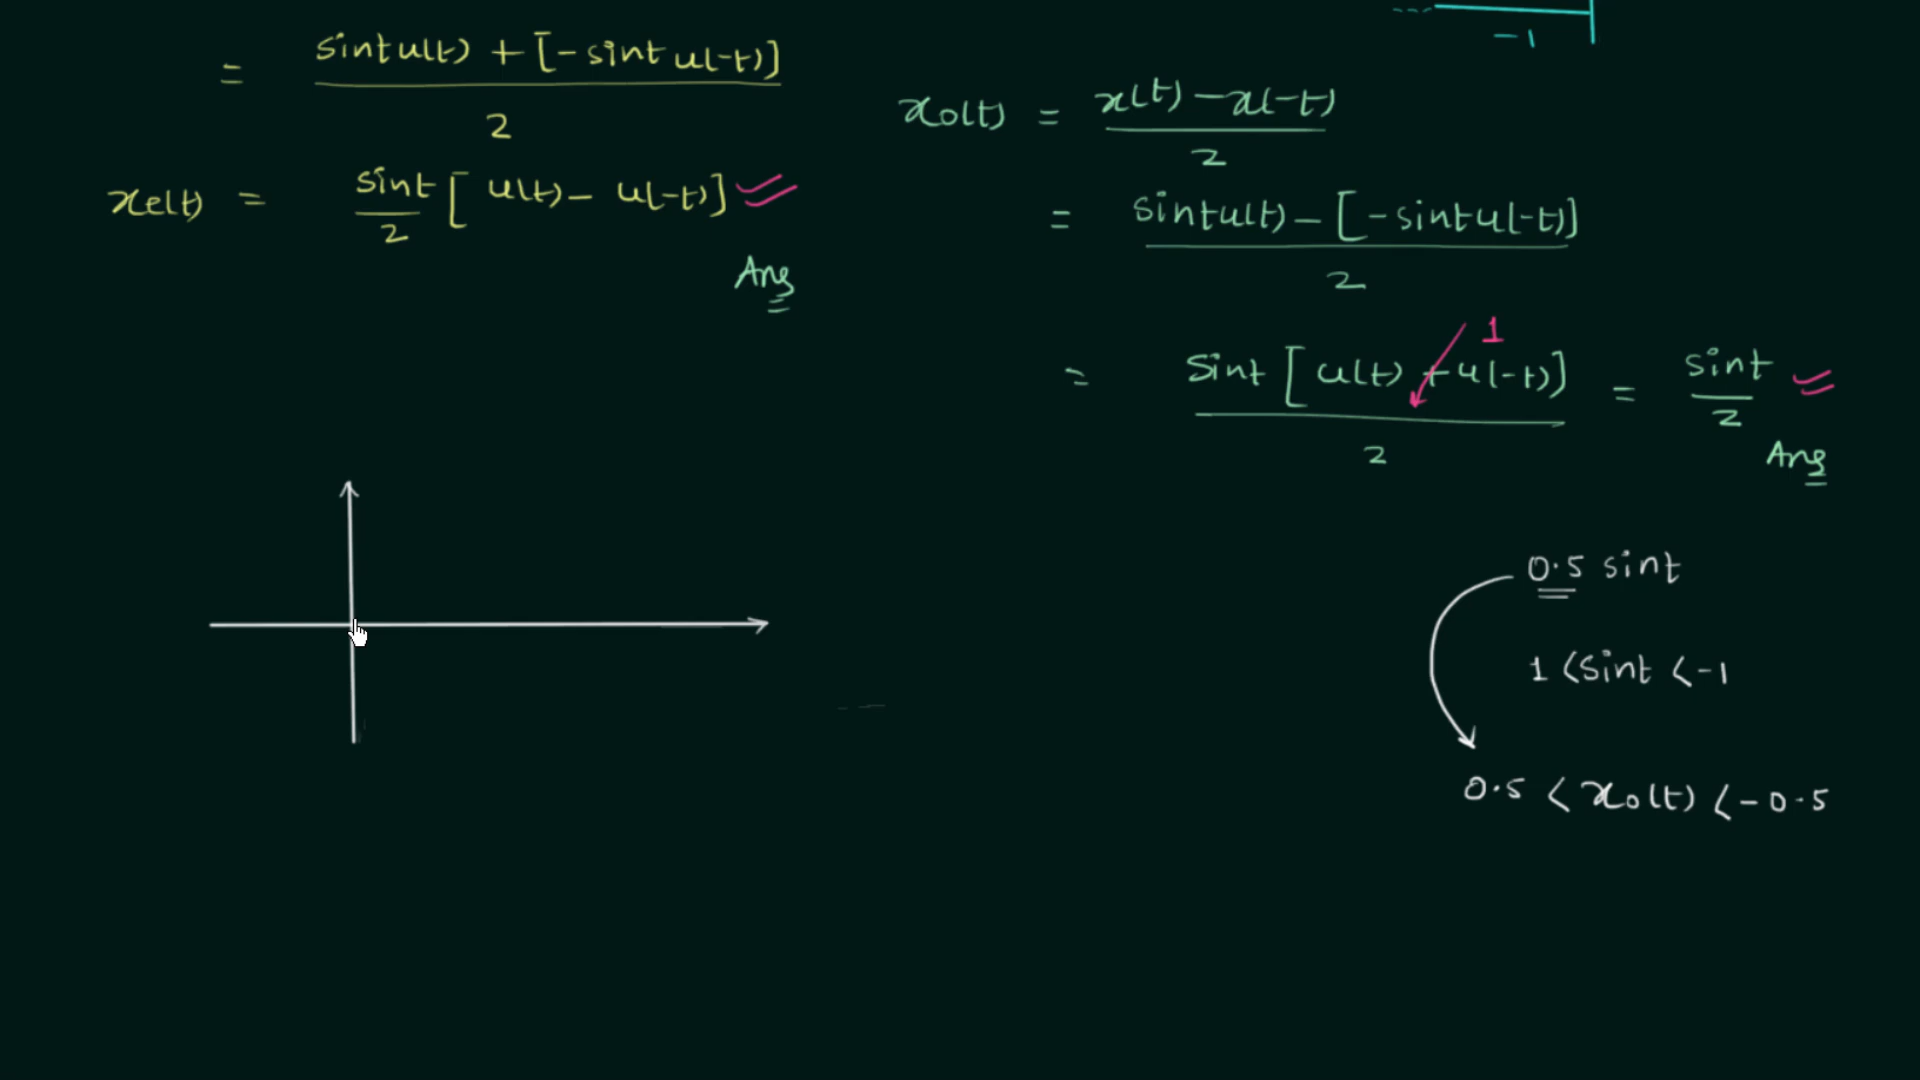 = sint u(t) + [- sint u(-t)]
2
xe(t) = sint/2 [ u(t) - u(-t)]
Ans
--- -1
xo(t) = x(t) - x(-t)
2
= sint u(t) - [- sint u(-t)]
2
1
= sint [ u(t) + u(-t)] = sint/2
2
Ans
0.5 sint
1 < sint < -1
0.5 < xo(t) < -0.5